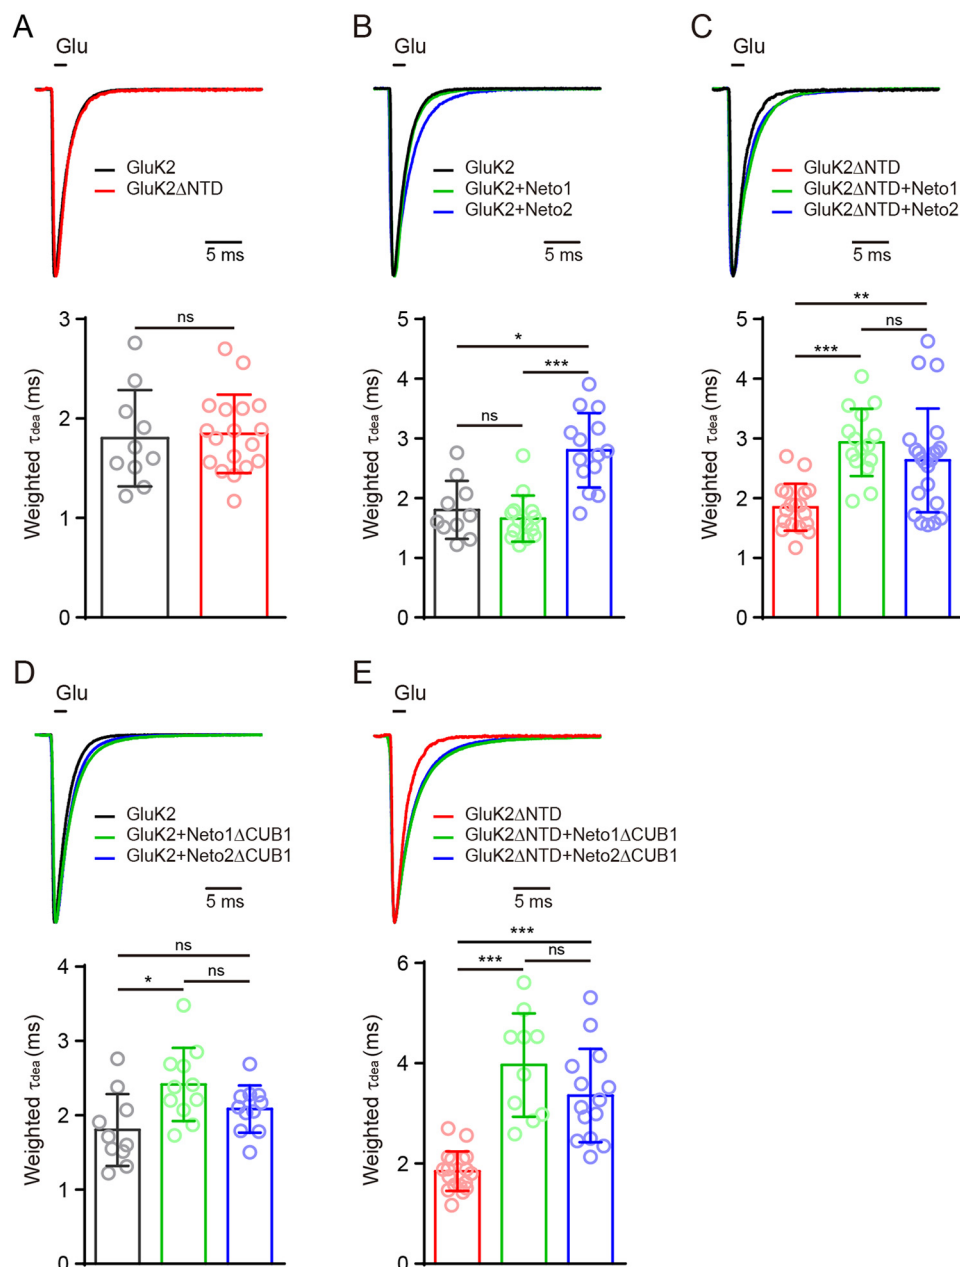 A
Glu
GluK2
GluK2ΔNTD
5 ms
3
2
1
0
Weighted τdea (ms)
ns
B
Glu
GluK2
GluK2+Neto1
GluK2+Neto2
5 ms
5
4
3
2
1
0
Weighted τdea (ms)
*
***
ns
C
Glu
GluK2ΔNTD
GluK2ΔNTD+Neto1
GluK2ΔNTD+Neto2
5 ms
5
4
3
2
1
0
Weighted τdea (ms)
**
ns
***
D
Glu
GluK2
GluK2+Neto1ΔCUB1
GluK2+Neto2ΔCUB1
5 ms
4
3
2
1
0
Weighted τdea (ms)
ns
*
ns
E
Glu
GluK2ΔNTD
GluK2ΔNTD+Neto1ΔCUB1
GluK2ΔNTD+Neto2ΔCUB1
5 ms
6
4
2
0
Weighted τdea (ms)
***
***
ns